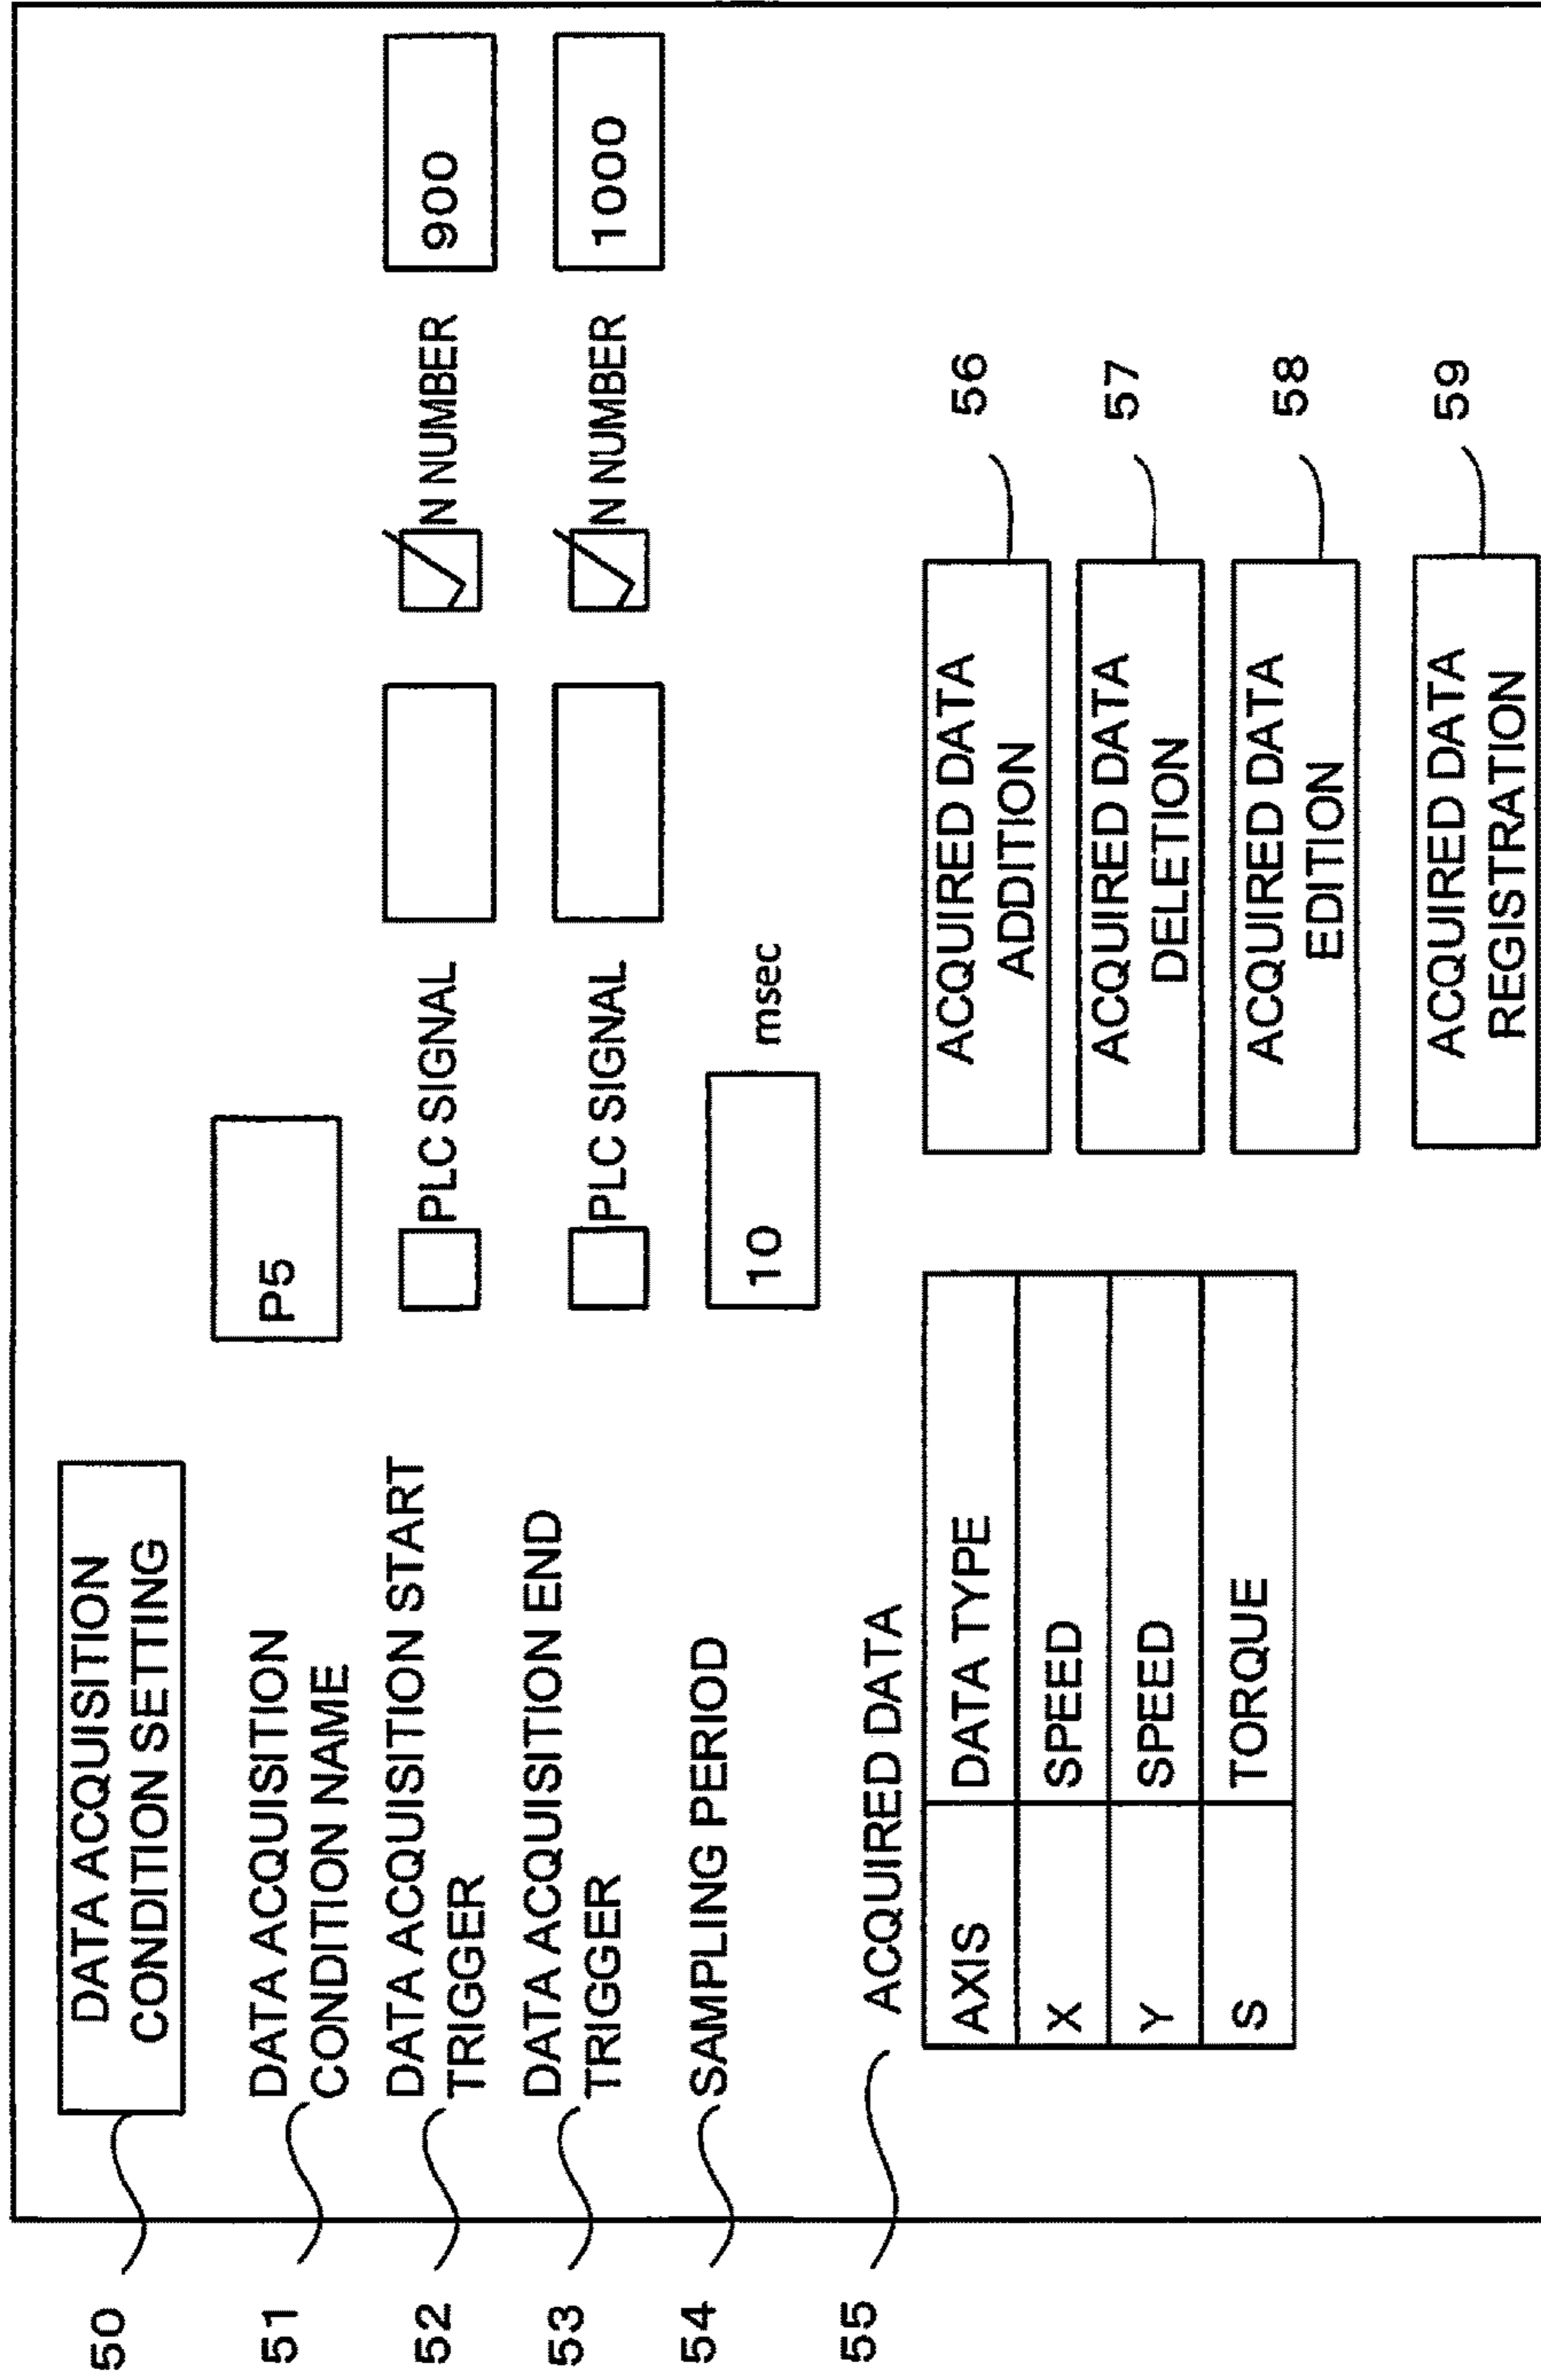 50
DATA ACQUISITION
CONDITION SETTING
51
DATA ACQUISITION
CONDITION NAME
P5
52
DATA ACQUISITION START
TRIGGER
PLC SIGNAL
N NUMBER
900
53
DATA ACQUISITION END
TRIGGER
PLC SIGNAL
N NUMBER
1000
54
SAMPLING PERIOD
10
msec
55
ACQUIRED DATA
AXIS DATA TYPE
X SPEED
Y SPEED
S TORQUE
ACQUIRED DATA
ADDITION
56
ACQUIRED DATA
DELETION
57
ACQUIRED DATA
EDITION
58
ACQUIRED DATA
REGISTRATION
59